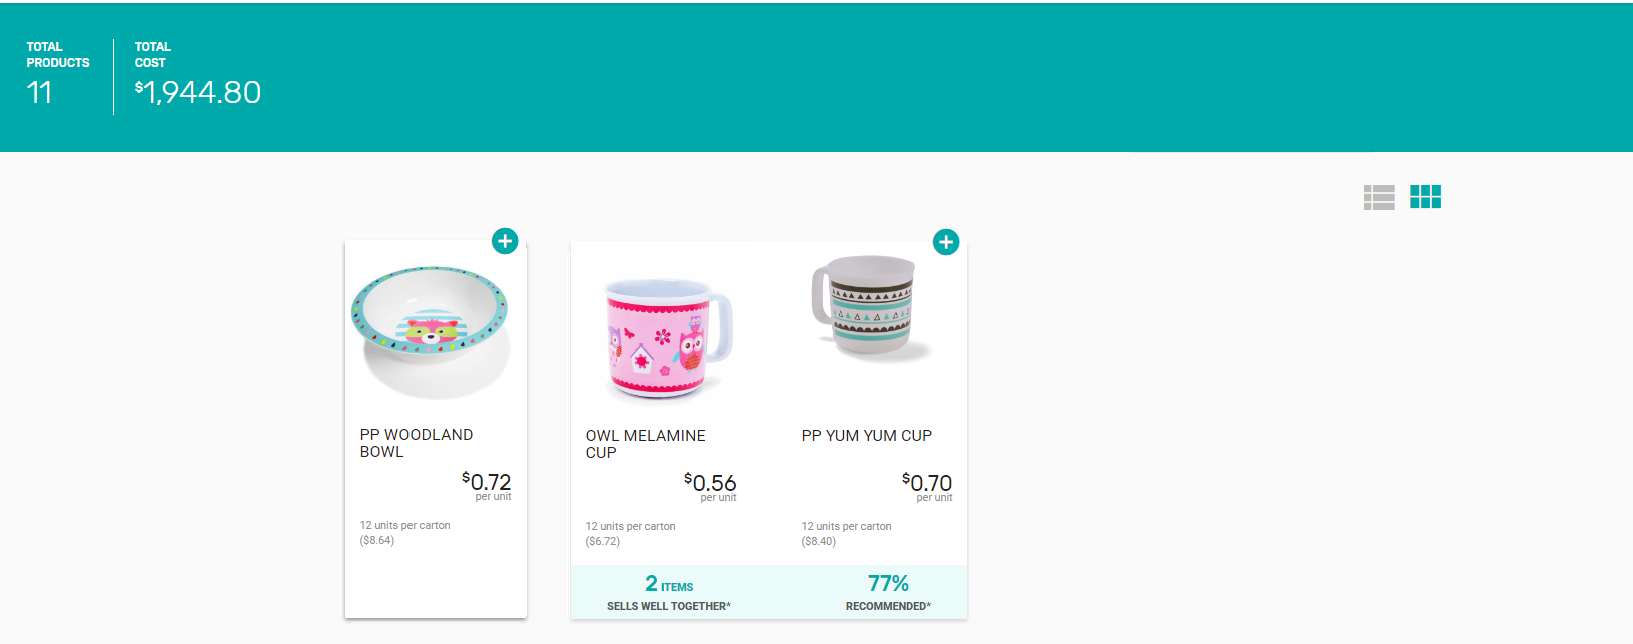 TOTAL
PRODUCTS
11
TOTAL
COST
$1,944.80
PP WOODLAND
BOWL
$0.72
per unit
12 units per carton
($8.64)
OWL MELAMINE
CUP
$0.56
per unit
12 units per carton
($6.72)
PP YUM YUM CUP
$0.70
per unit
12 units per carton
($8.40)
2 ITEMS
SELLS WELL TOGETHER*
77%
RECOMMENDED*